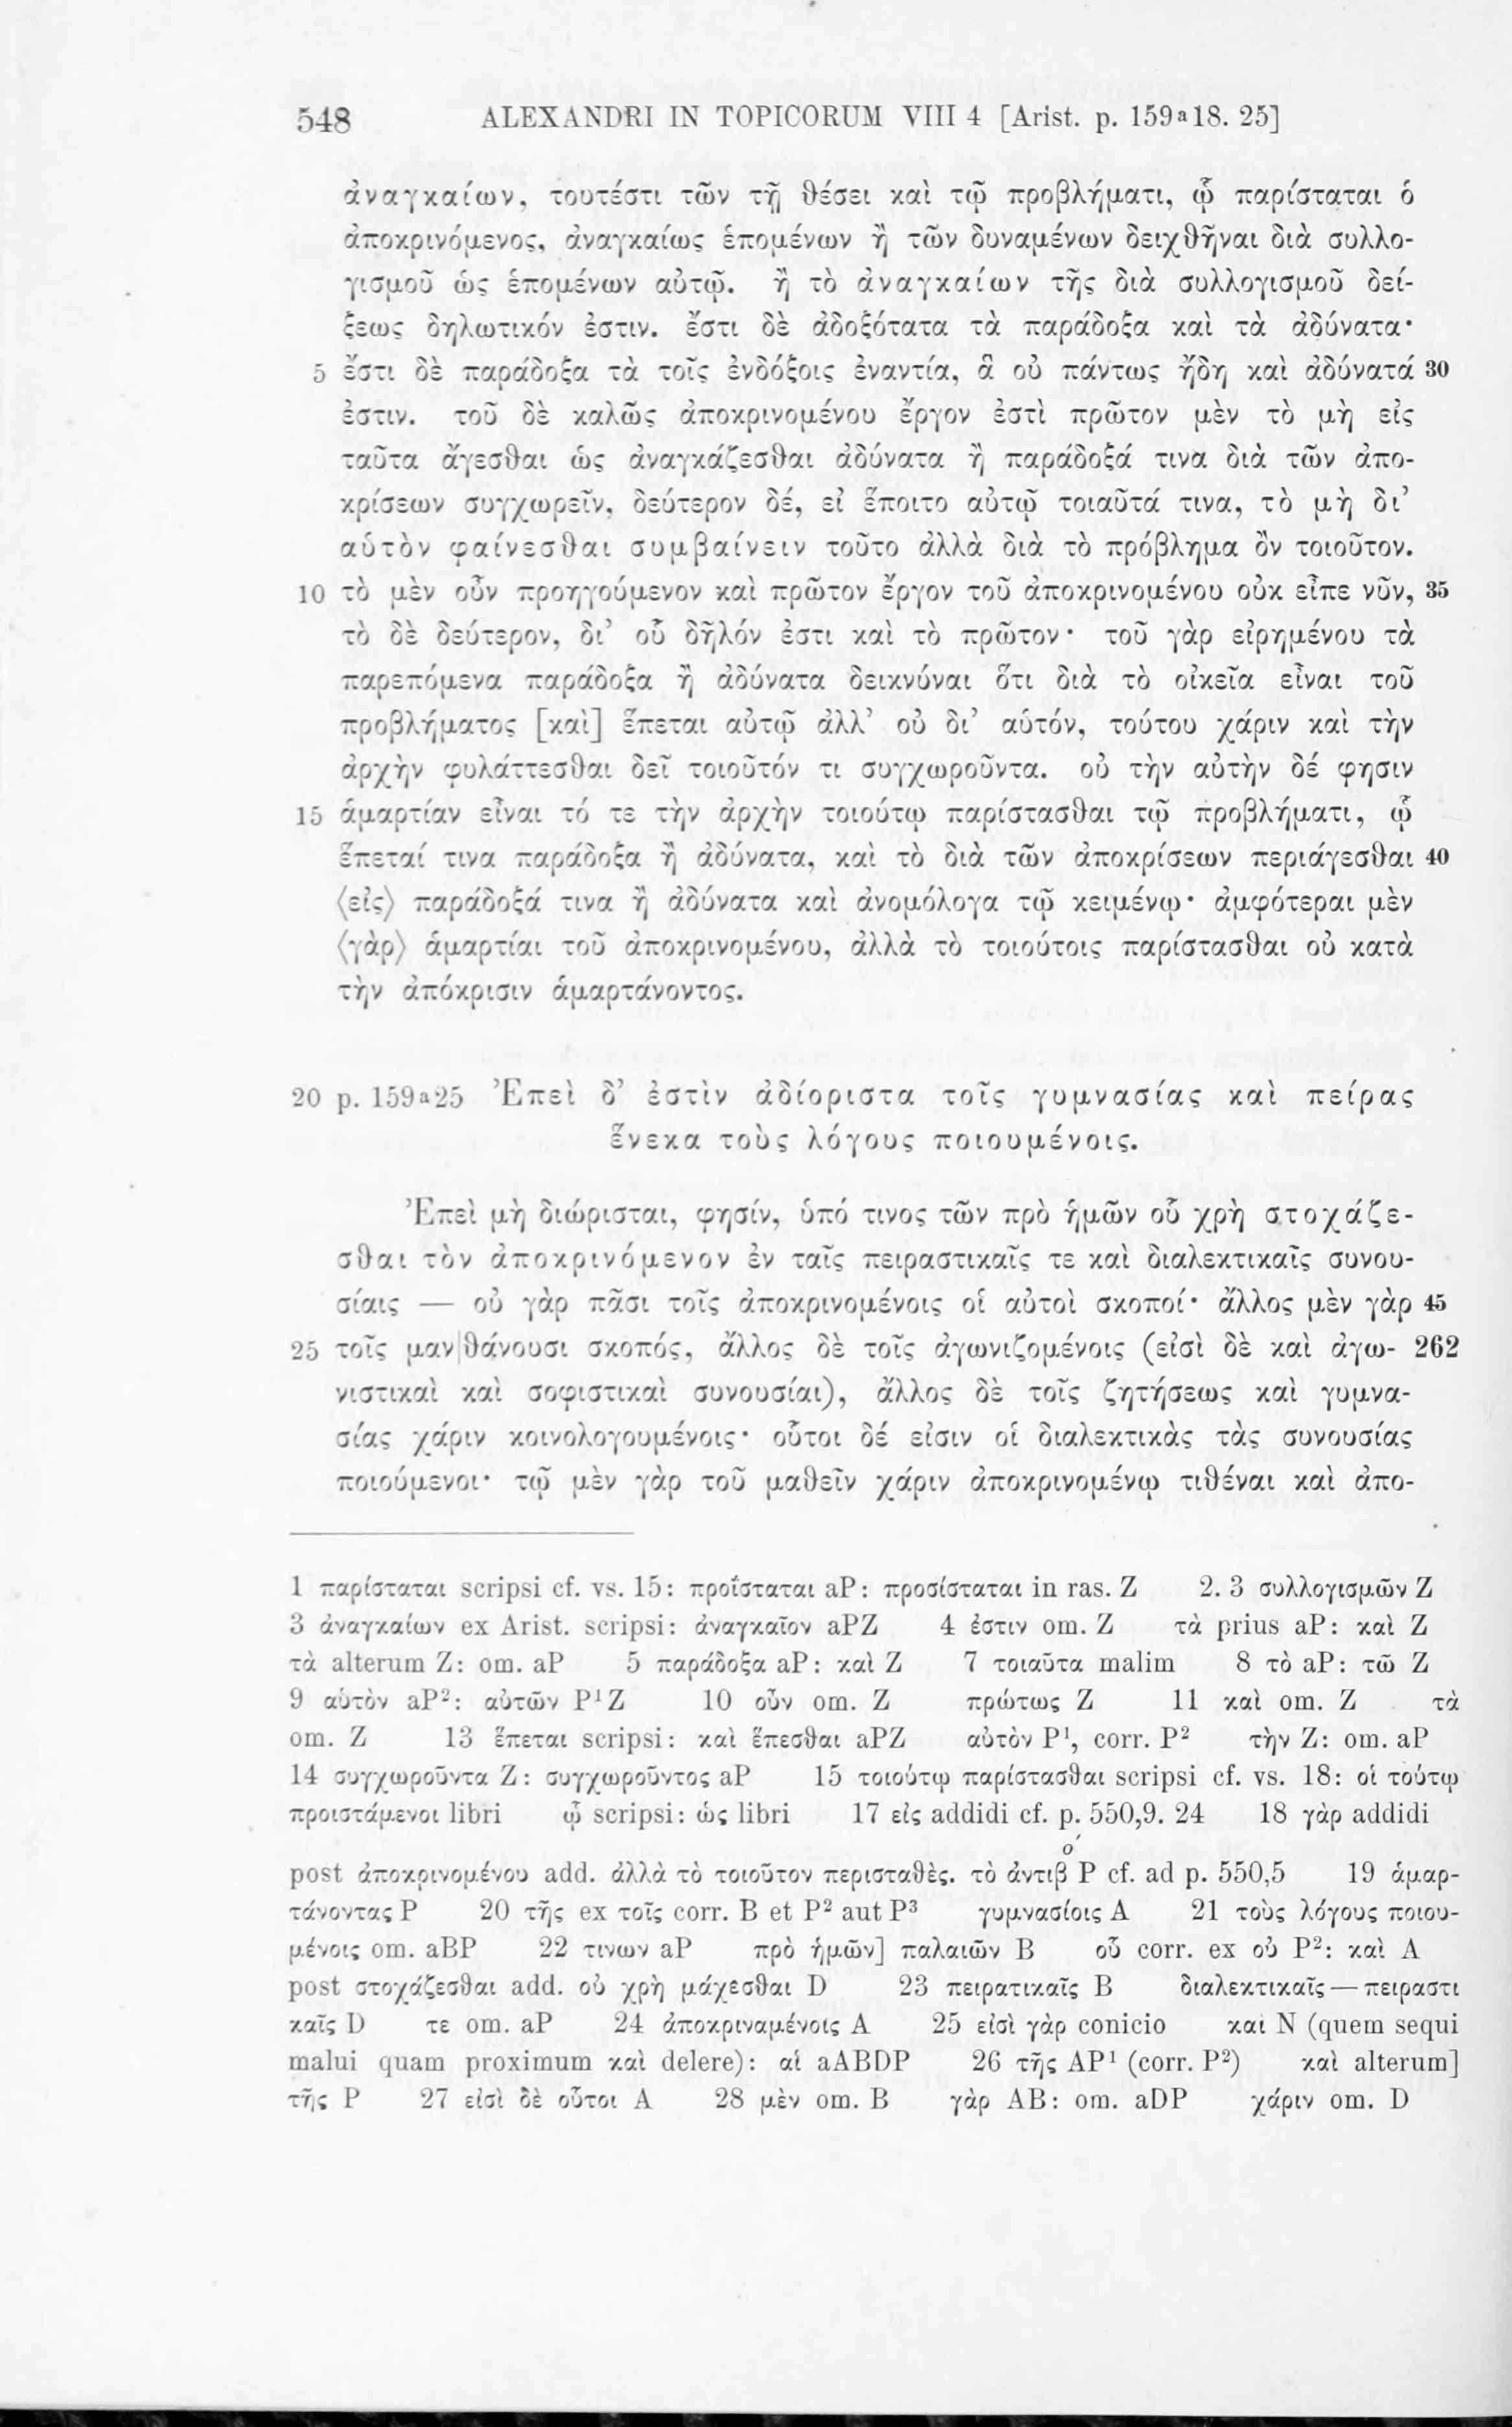 548 ALEXANDRI IN TOPICORUM VIII 4 [Arist. p. 159a18. 25]
ἀναγκαίων, τουτέστι τῶν τῇ θέσει καὶ τῷ προβλήματι, ᾧ παρίσταται ὁ
ἀποκρινόμενος, ἀναγκαίως ἑπομένων ἢ τῶν δυναμένων δειχθῆναι διὰ συλλο-
γισμοῦ ὡς ἑπομένων αὐτῷ. ἢ τὸ ἀναγκαίων τῆς διὰ συλλογισμοῦ δεί-
ξεως δηλωτικόν ἐστιν. ἔστι δὲ ἀδοξότατα τὰ παράδοξα καὶ τὰ ἀδύνατα·
5 ἔστι δὲ παράδοξα τὰ τοῖς ἐνδόξοις ἐναντία, ἃ οὐ πάντως ἤδη καὶ ἀδύνατά 30
ἐστιν. τοῦ δὲ καλῶς ἀποκρινομένου ἔργον ἐστὶ πρῶτον μὲν τὸ μὴ εἰς
ταῦτα ἄγεσθαι ὡς ἀναγκάζεσθαι ἀδύνατα ἢ παράδοξά τινα διὰ τῶν ἀπο-
κρίσεων συγχωρεῖν, δεύτερον δέ, εἰ ἕποιτο αὐτῷ τοιαῦτά τινα, τὸ μὴ δι’
αὑτὸν φαίνεσθαι συμβαίνειν τοῦτο ἀλλὰ διὰ τὸ πρόβλημα ὂν τοιοῦτον.
10 τὸ μὲν οὖν προηγούμενον καὶ πρῶτον ἔργον τοῦ ἀποκρινομένου οὐκ εἶπε νῦν, 35
τὸ δὲ δεύτερον, δι’ οὗ δῆλόν ἐστι καὶ τὸ πρῶτον· τοῦ γὰρ εἰρημένου τὰ
παρεπόμενα παράδοξα ἢ ἀδύνατα δεικνύναι ὅτι διὰ τὸ οἰκεῖα εἶναι τοῦ
προβλήματος [καὶ] ἕπεται αὐτῷ ἀλλ’ οὐ δι’ αὑτόν, τούτου χάριν καὶ τὴν
ἀρχὴν φυλάττεσθαι δεῖ τοιοῦτόν τι συγχωροῦντα. οὐ τὴν αὐτὴν δέ φησιν
15 ἁμαρτίαν εἶναι τό τε τὴν ἀρχὴν τοιούτῳ παρίστασθαι τῷ προβλήματι, ᾧ
ἕπεταί τινα παράδοξα ἢ ἀδύνατα, καὶ τὸ διὰ τῶν ἀποκρίσεων περιάγεσθαι 40
⟨εἰς⟩ παράδοξά τινα ἢ ἀδύνατα καὶ ἀνομόλογα τῷ κειμένῳ· ἀμφότεραι μὲν
⟨γὰρ⟩ ἁμαρτίαι τοῦ ἀποκρινομένου, ἀλλὰ τὸ τοιούτοις παρίστασθαι οὐ κατὰ
τὴν ἀπόκρισιν ἁμαρτάνοντος.
20 p. 159a25 Ἐπεὶ δ’ ἐστὶν ἀδίοριστα τοῖς γυμνασίας καὶ πείρας
ἕνεκα τοὺς λόγους ποιουμένοις.
Ἐπεὶ μὴ διώρισται, φησίν, ὑπό τινος τῶν πρὸ ἡμῶν οὗ χρὴ στοχάζε-
σθαι τὸν ἀποκρινόμενον ἐν ταῖς πειραστικαῖς τε καὶ διαλεκτικαῖς συνου-
σίαις — οὐ γὰρ πᾶσι τοῖς ἀποκρινομένοις οἱ αὐτοὶ σκοποί· ἄλλος μὲν γὰρ 45
25 τοῖς μαν|θάνουσι σκοπός, ἄλλος δὲ τοῖς ἀγωνιζομένοις (εἰσὶ δὲ καὶ ἀγω- 262
νιστικαὶ καὶ σοφιστικαὶ συνουσίαι), ἄλλος δὲ τοῖς ζητήσεως καὶ γυμνα-
σίας χάριν κοινολογουμένοις· οὗτοι δέ εἰσιν οἱ διαλεκτικὰς τὰς συνουσίας
ποιούμενοι· τῷ μὲν γὰρ τοῦ μαθεῖν χάριν ἀποκρινομένῳ τιθέναι καὶ ἀπο-
1 παρίσταται scripsi cf. vs. 15: προΐσταται aP: προσίσταται in ras. Z 2. 3 συλλογισμῶν Z
3 ἀναγκαίων ex Arist. scripsi: ἀναγκαῖον aPZ 4 ἐστιν om. Z τὰ prius aP: καὶ Z
τὰ alterum Z: om. aP 5 παράδοξα aP: καὶ Z 7 τοιαῦτα malim 8 τὸ aP: τῶ Z
9 αὑτὸν aP²: αὐτῶν P¹Z 10 οὖν om. Z πρώτως Z 11 καὶ om. Z τὰ
om. Z 13 ἕπεται scripsi: καὶ ἕπεσθαι aPZ αὐτὸν P¹, corr. P² τὴν Z: om. aP
14 συγχωροῦντα Z: συγχωροῦντος aP 15 τοιούτῳ παρίστασθαι scripsi cf. vs. 18: οἱ τούτῳ
προιστάμενοι libri ᾧ scripsi: ὡς libri 17 εἰς addidi cf. p. 550,9. 24 18 γὰρ addidi
post ἀποκρινομένου add. ἀλλὰ τὸ τοιοῦτον περισταθὲς. τὸ ἀντιβ P cf. ad p. 550,5 19 ἁμαρ-
τάνοντας P 20 τῆς ex τοῖς corr. B et P² aut P³ γυμνασίοις A 21 τοὺς λόγους ποιου-
μένοις om. aBP 22 τινων aP πρὸ ἡμῶν] παλαιῶν B οὗ corr. ex οὐ P²: καὶ A
post στοχάζεσθαι add. οὐ χρὴ μάχεσθαι D 23 πειρατικαῖς B διαλεκτικαῖς — πειραστι
καῖς D τε om. aP 24 ἀποκριναμένοις A 25 εἰσὶ γὰρ conicio καὶ N (quem sequi
malui quam proximum καὶ delere): αἱ aABDP 26 τῆς AP¹ (corr. P²) καὶ alterum]
τῆς P 27 εἰσὶ δὲ οὗτοι A 28 μὲν om. B γὰρ AB: om. aDP χάριν om. D